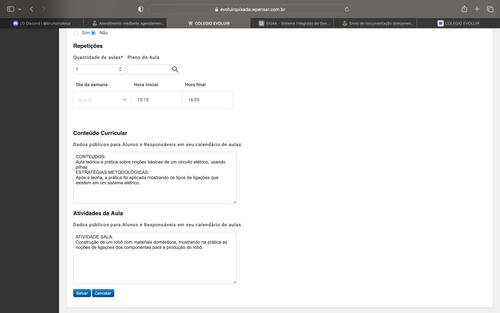 evoluirquixada.wpensar.com.br
(1) Discord | @brunomateus
Atendimento mediante agendamen...
COLEGIO EVOLUIR
SIGAA - Sistema Integrado de Ges...
Envio de documentação diretamen...
COLEGIO EVOLUIR
Sim Não
Repetições
Quantidade de aulas* Plano de Aula
5
Dia da semana Hora inicial Hora final
Quarta 15:15 16:05
Conteúdo Curricular
Dados públicos para Alunos e Responsáveis em seu calendário de aulas.
CONTEÚDOS:
Aula teórica e prática sobre noções básicas de um circuito elétrico, usando
pilhas.
ESTRATÉGIAS METODOLÓGICAS:
Após a teoria, a prática foi aplicada mostrando os tipos de ligações que
existem em um sistema elétrico.
Atividades da Aula
Dados públicos para Alunos e Responsáveis em seu calendário de aulas.
ATIVIDADE SALA:
Construção de um robô com materiais domésticos, mostrando na prática as
noções de ligações dos componentes para a produção do robô.
Salvar Cancelar